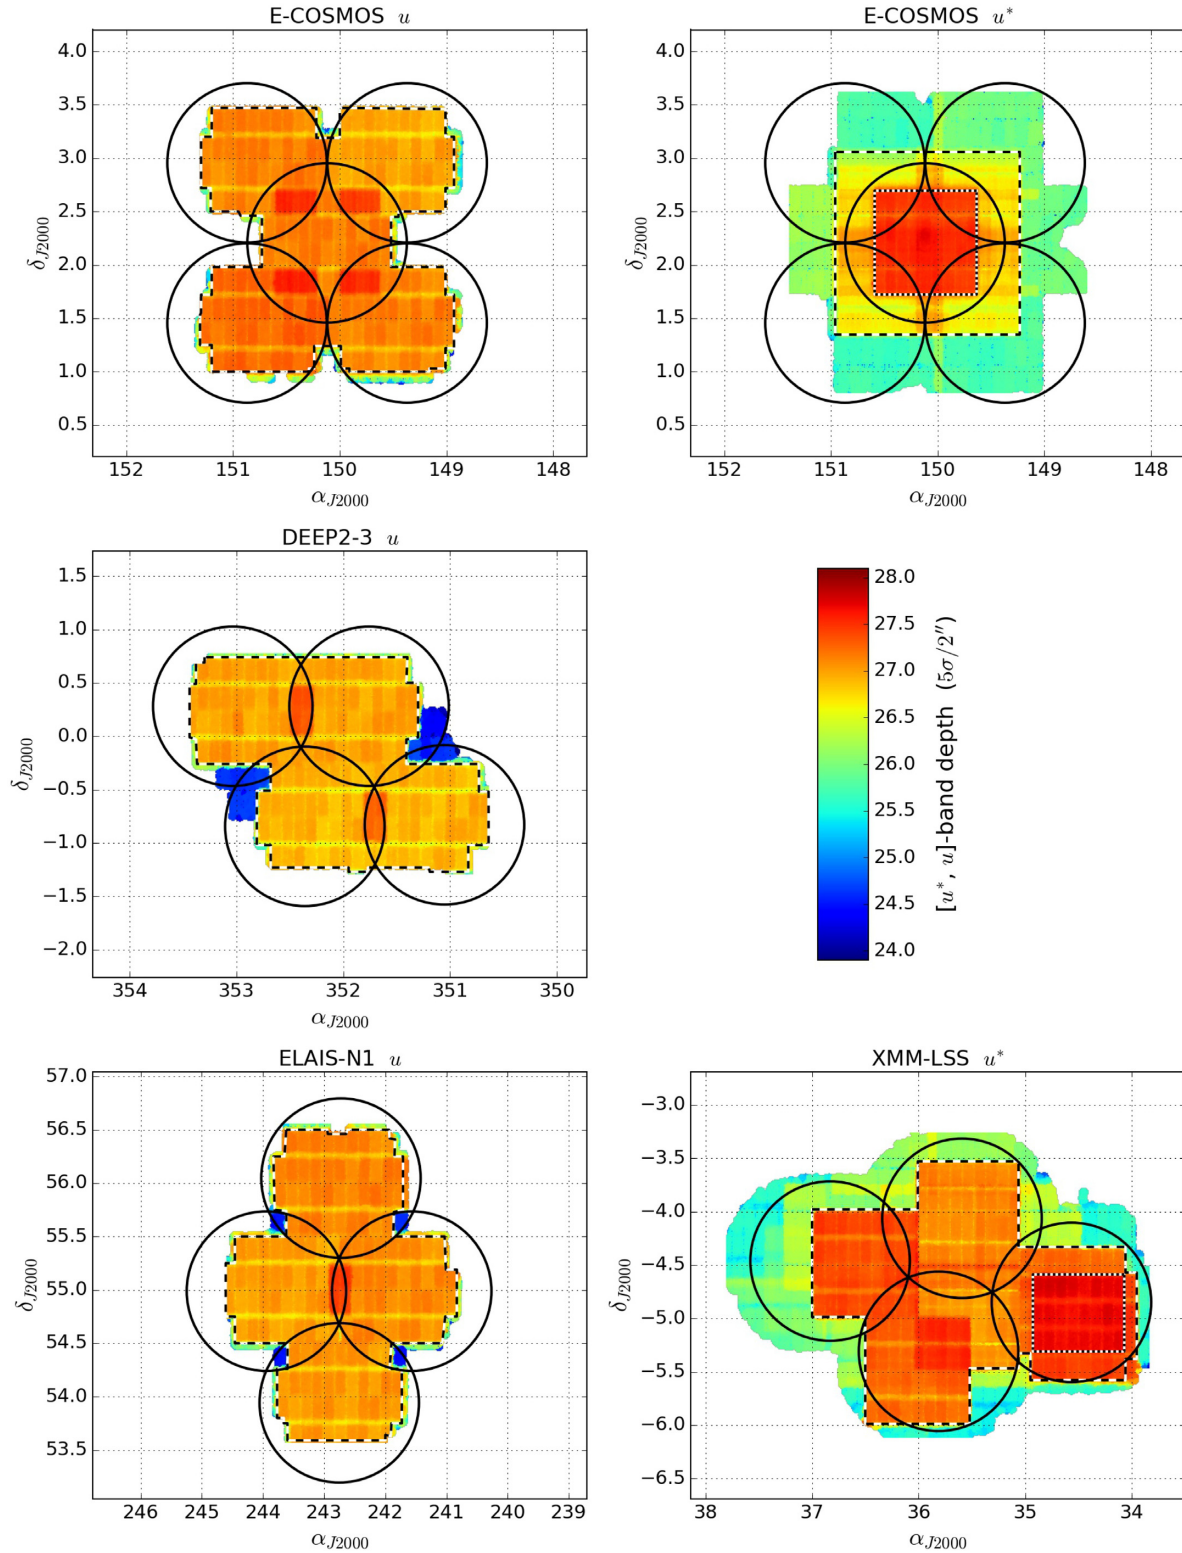 E-COSMOS u
4.0
3.5
3.0
2.5
2.0
1.5
1.0
0.5
δJ2000
152 151 150 149 148
αJ2000
E-COSMOS u*
4.0
3.5
3.0
2.5
2.0
1.5
1.0
0.5
δJ2000
152 151 150 149 148
αJ2000
DEEP2-3 u
1.5
1.0
0.5
0.0
−0.5
−1.0
−1.5
−2.0
δJ2000
354 353 352 351 350
αJ2000
28.0
27.5
27.0
26.5
26.0
25.5
25.0
24.5
24.0
[u*, u]-band depth (5σ/2″)
ELAIS-N1 u
57.0
56.5
56.0
55.5
55.0
54.5
54.0
53.5
δJ2000
246 245 244 243 242 241 240 239
αJ2000
XMM-LSS u*
−3.0
−3.5
−4.0
−4.5
−5.0
−5.5
−6.0
−6.5
δJ2000
38 37 36 35 34
αJ2000